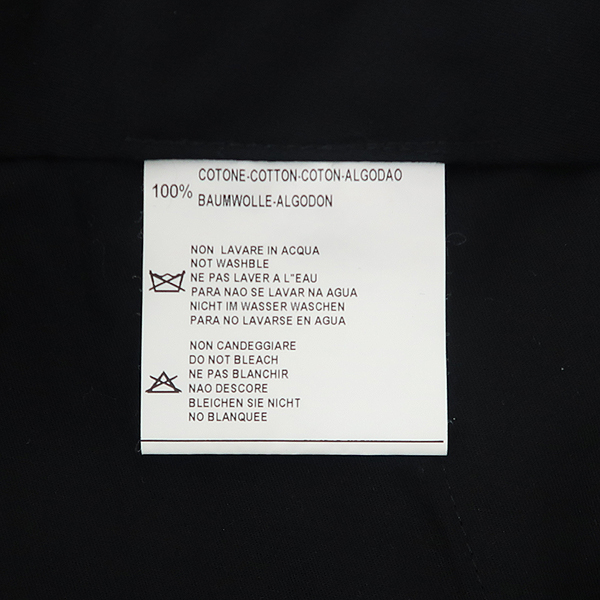 COTONE-COTTON-COTON-ALGODAO
100%
BAUMWOLLE-ALGODON
NON LAVARE IN ACQUA
NOT WASHBLE
NE PAS LAVER A L"EAU
PARA NAO SE LAVAR NA AGUA
NICHT IM WASSER WASCHEN
PARA NO LAVARSE EN AGUA
NON CANDEGGIARE
DO NOT BLEACH
NE PAS BLANCHIR
NAO DESCORE
BLEICHEN SIE NICHT
NO BLANQUEE